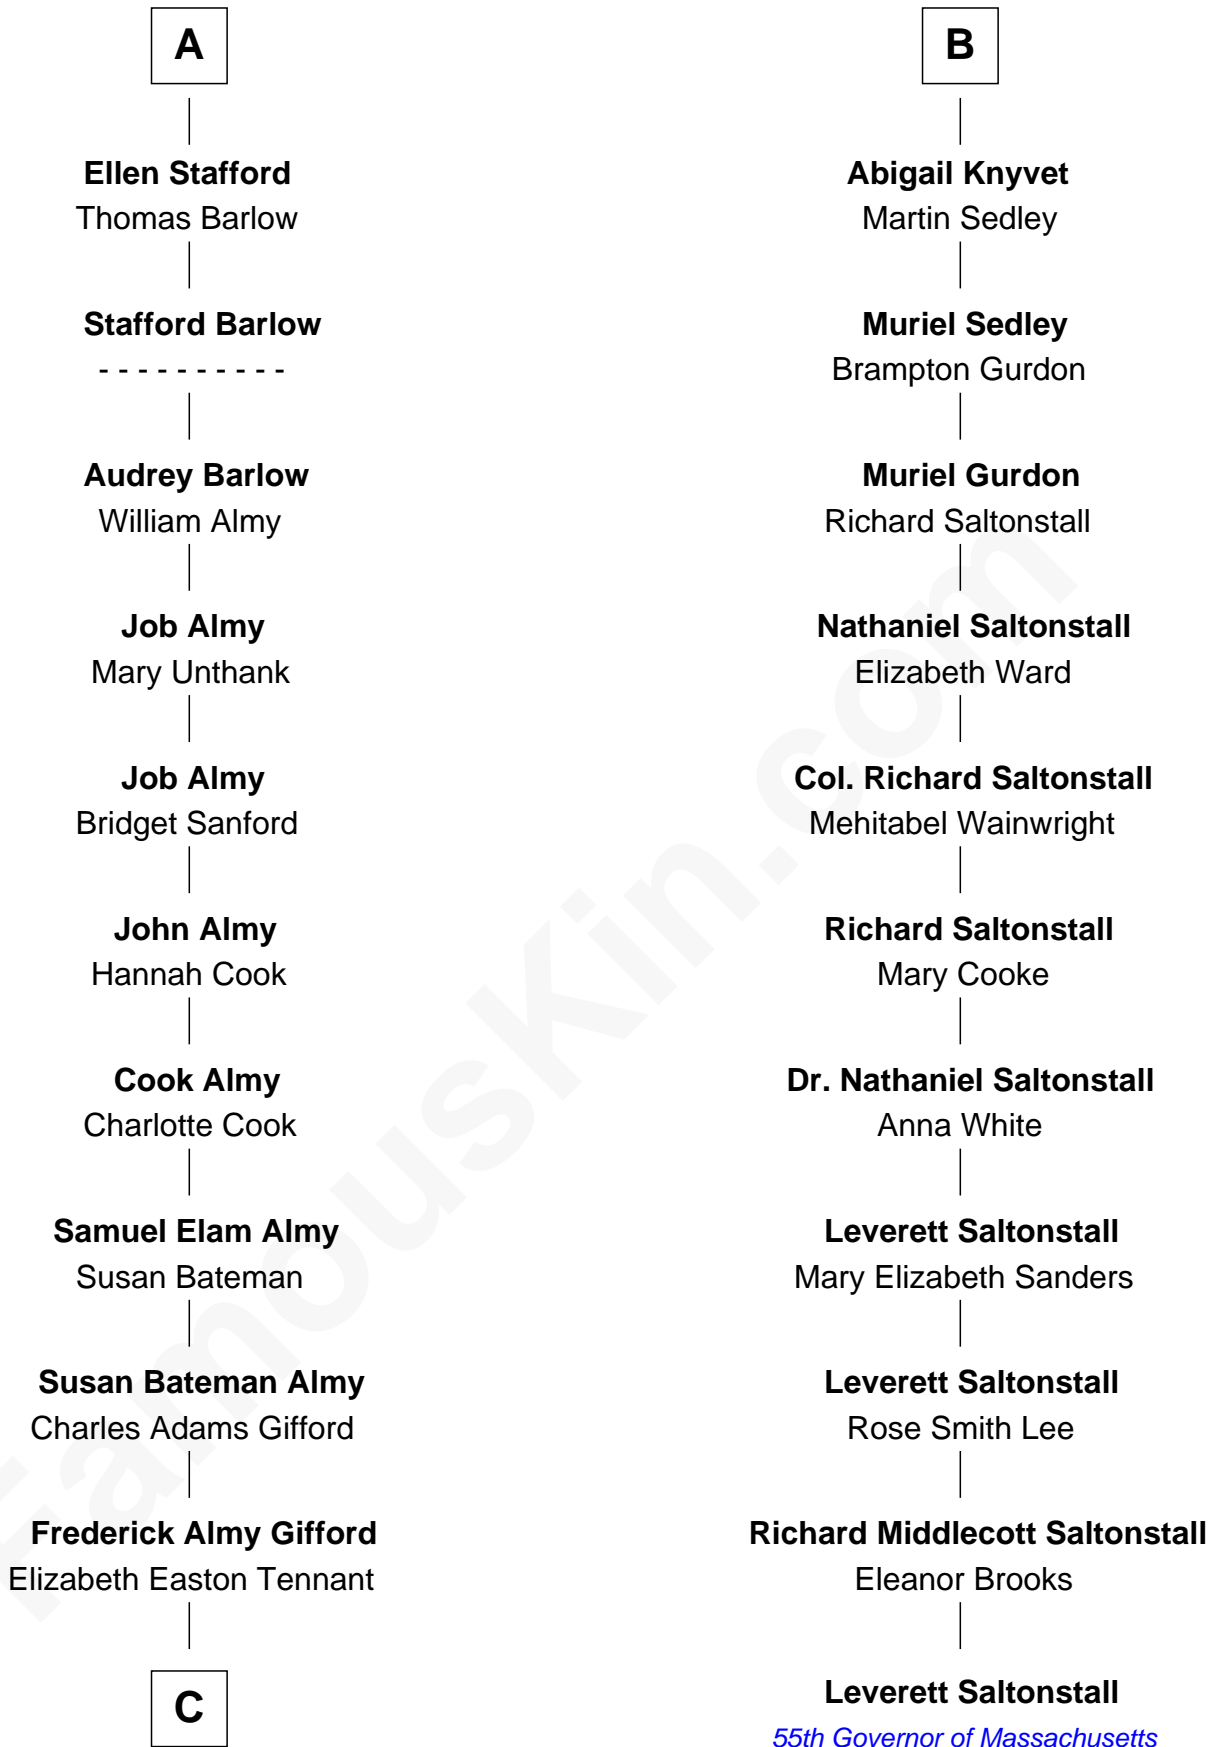 A
Ellen Stafford
Thomas Barlow
Stafford Barlow
- - - - - - - - - -
Audrey Barlow
William Almy
Job Almy
Mary Unthank
Job Almy
Bridget Sanford
John Almy
Hannah Cook
Cook Almy
Charlotte Cook
Samuel Elam Almy
Susan Bateman
Susan Bateman Almy
Charles Adams Gifford
Frederick Almy Gifford
Elizabeth Easton Tennant
C
B
Abigail Knyvet
Martin Sedley
Muriel Sedley
Brampton Gurdon
Muriel Gurdon
Richard Saltonstall
Nathaniel Saltonstall
Elizabeth Ward
Col. Richard Saltonstall
Mehitabel Wainwright
Richard Saltonstall
Mary Cooke
Dr. Nathaniel Saltonstall
Anna White
Leverett Saltonstall
Mary Elizabeth Sanders
Leverett Saltonstall
Rose Smith Lee
Richard Middlecott Saltonstall
Eleanor Brooks
Leverett Saltonstall
55th Governor of Massachusetts
FamousKin.com